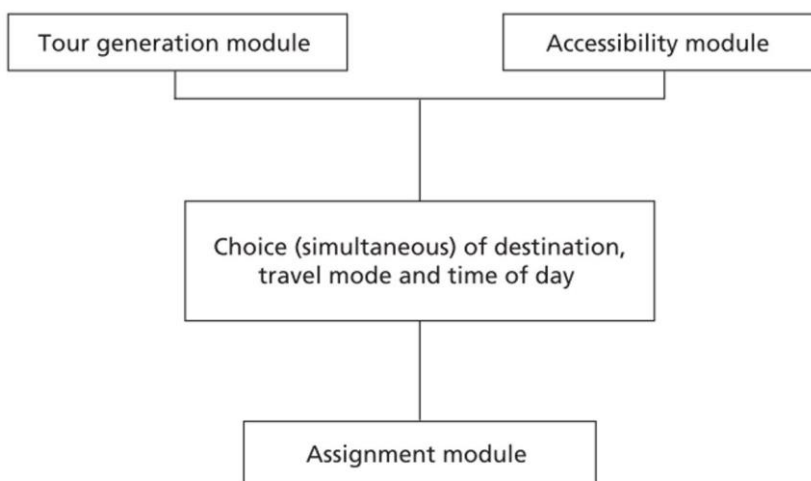 Tour generation module
Accessibility module
Choice (simultaneous) of destination,
travel mode and time of day
Assignment module